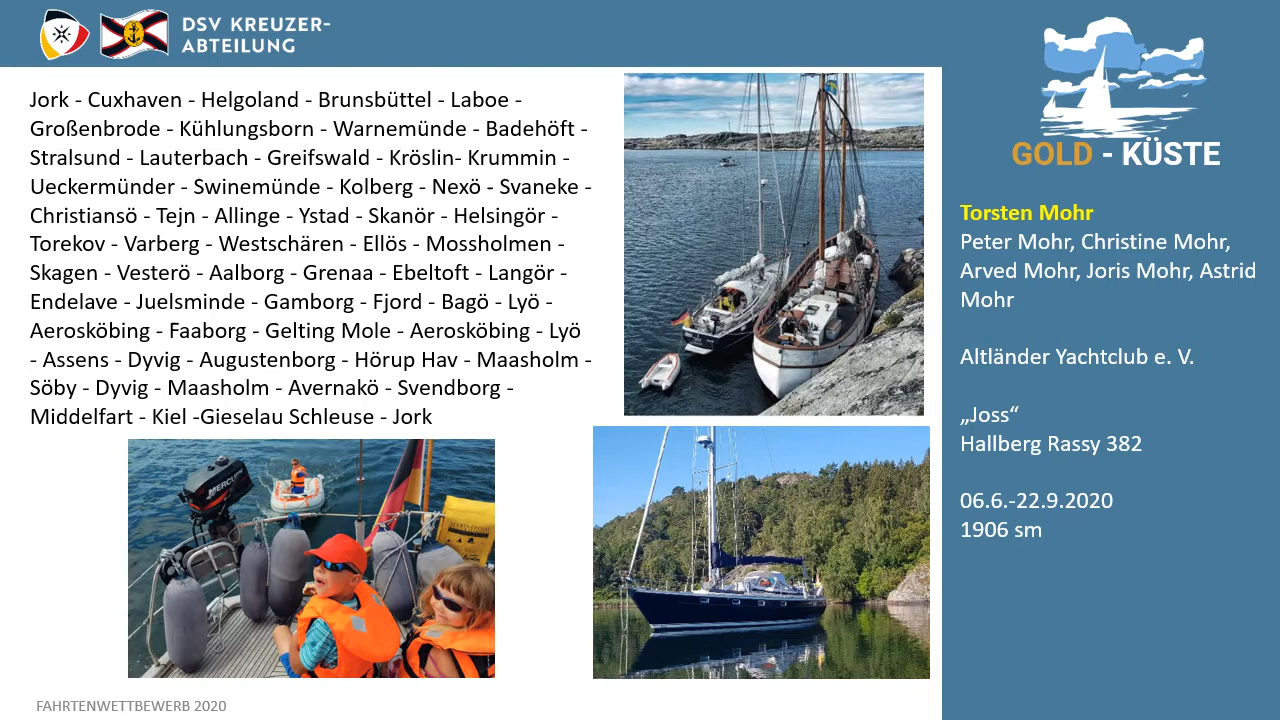 DSV KREUZER-
ABTEILUNG
Jork - Cuxhaven - Helgoland - Brunsbüttel - Laboe -
Großenbrode - Kühlungsborn - Warnemünde - Badehöft -
Stralsund - Lauterbach - Greifswald - Kröslin- Krummin -
Ueckermünder - Swinemünde - Kolberg - Nexö - Svaneke -
Christiansö - Tejn - Allinge - Ystad - Skanör - Helsingör -
Torekov - Varberg - Westschären - Ellös - Mossholmen -
Skagen - Vesterö - Aalborg - Grenaa - Ebeltoft - Langör -
Endelave - Juelsminde - Gamborg - Fjord - Bagö - Lyö -
Aerosköbing - Faaborg - Gelting Mole - Aerosköbing - Lyö
- Assens - Dyvig - Augustenborg - Hörup Hav - Maasholm -
Söby - Dyvig - Maasholm - Avernakö - Svendborg -
Middelfart - Kiel -Gieselau Schleuse - Jork
MERCURY
FAHRTENWETTBEWERB 2020
GOLD - KÜSTE
Torsten Mohr
Peter Mohr, Christine Mohr,
Arved Mohr, Joris Mohr, Astrid
Mohr
Altländer Yachtclub e. V.
„Joss“
Hallberg Rassy 382
06.6.-22.9.2020
1906 sm